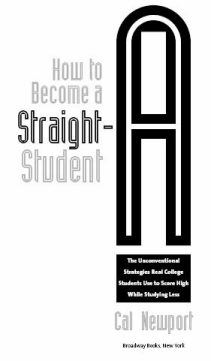 How to
Become a
Straight-A
Student
The Unconventional
Strategies Real College
Students Use to Score High
While Studying Less
Cal Newport
Broadway Books, New York